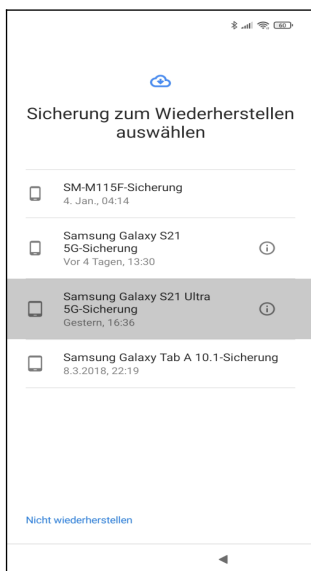 60
Sicherung zum Wiederherstellen
auswählen
SM-M115F-Sicherung
4. Jan., 04:14
Samsung Galaxy S21
5G-Sicherung
Vor 4 Tagen, 13:30
Samsung Galaxy S21 Ultra
5G-Sicherung
Gestern, 16:36
Samsung Galaxy Tab A 10.1-Sicherung
8.3.2018, 22:19
Nicht wiederherstellen